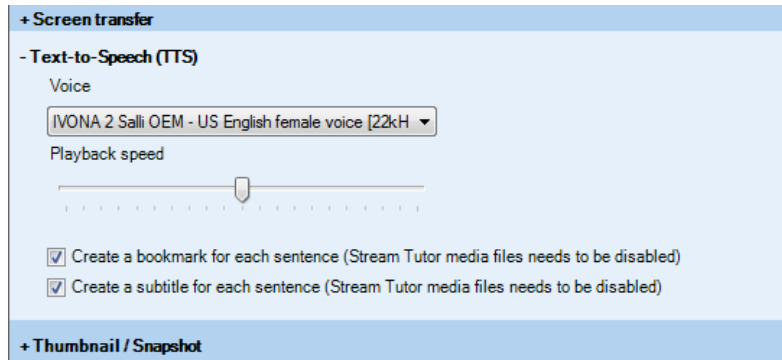 + Screen transfer
- Text-to-Speech (TTS)
Voice
IVONA 2 Salli OEM - US English female voice [22kH
Playback speed
Create a bookmark for each sentence (Stream Tutor media files needs to be disabled)
Create a subtitle for each sentence (Stream Tutor media files needs to be disabled)
+ Thumbnail / Snapshot